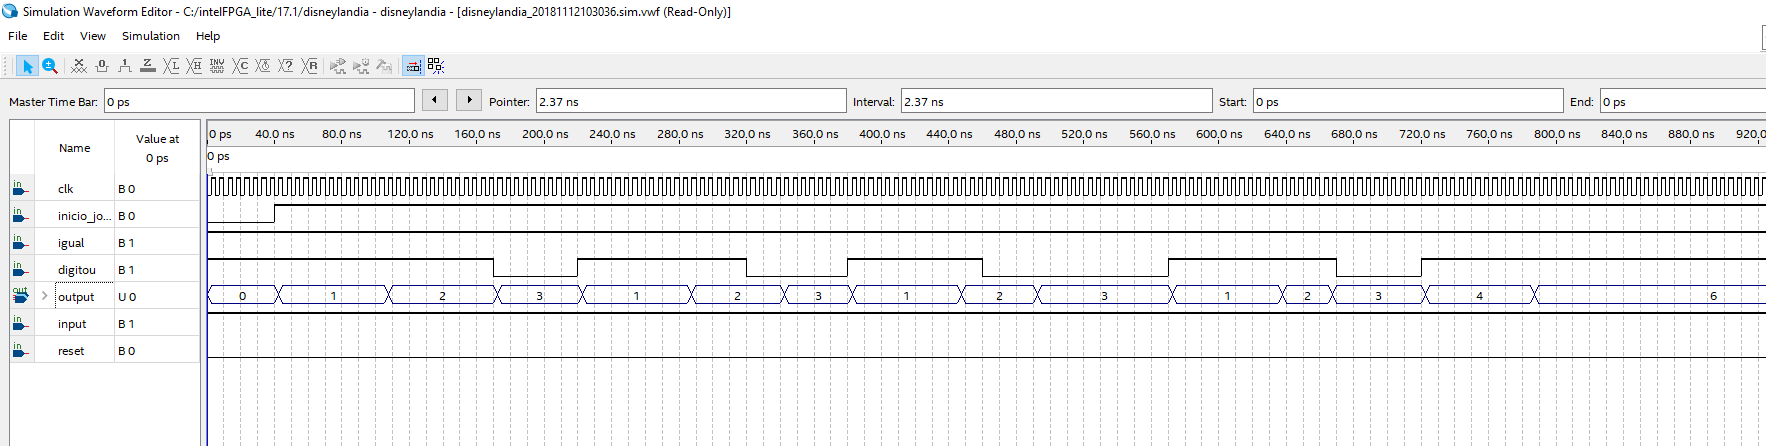 Simulation Waveform Editor - C:/intelFPGA_lite/17.1/disneylandia - disneylandia - [disneylandia_20181112103036.sim.vwf (Read-Only)]
File Edit View Simulation Help
Master Time Bar: 0 ps Pointer: 2.37 ns Interval: 2.37 ns Start: 0 ps End: 0 ps
Name Value at 0 ps 0 ps 40.0 ns 80.0 ns 120.0 ns 160.0 ns 200.0 ns 240.0 ns 280.0 ns 320.0 ns 360.0 ns 400.0 ns 440.0 ns 480.0 ns 520.0 ns 560.0 ns 600.0 ns 640.0 ns 680.0 ns 720.0 ns 760.0 ns 800.0 ns 840.0 ns 880.0 ns 920.0
0 ps
in clk B 0
in inicio_jo... B 0
in igual B 1
in digitou B 1
out output U 0 0 1 2 3 1 2 3 1 2 3 1 2 3 4 6
in input B 1
in reset B 0